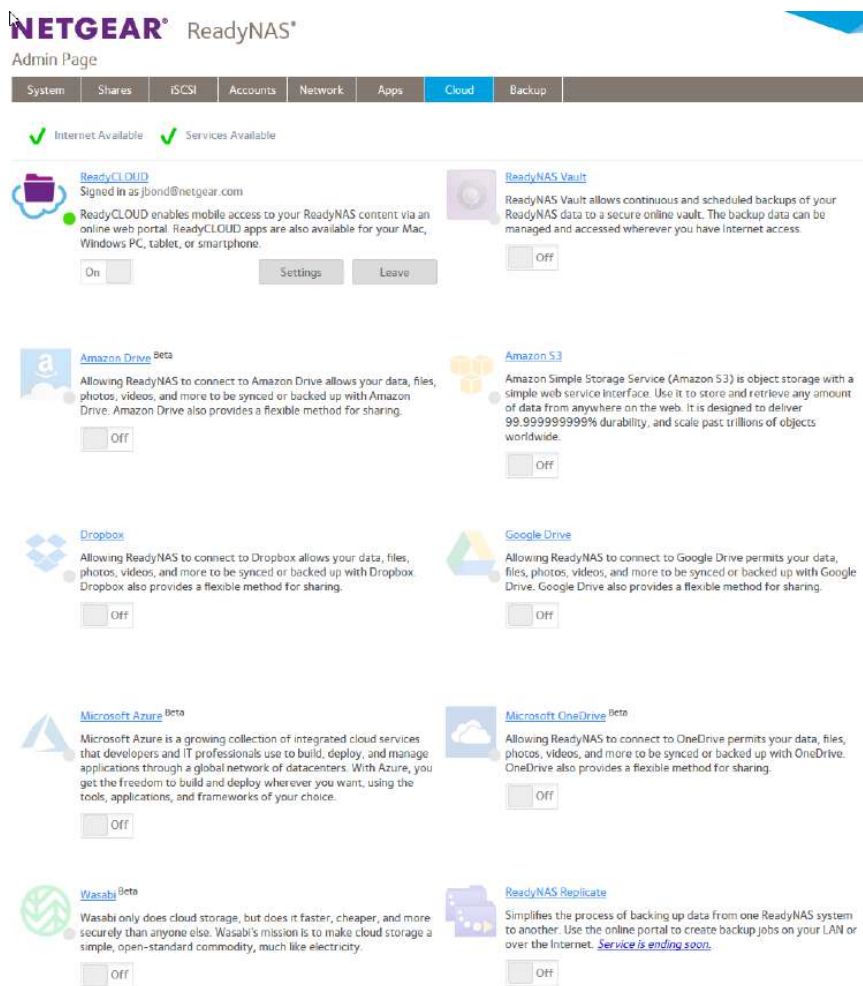 NETGEAR® ReadyNAS®
Admin Page
System Shares iSCSI Accounts Network Apps Cloud Backup
Internet Available Services Available
ReadyCLOUD
Signed in as jbond@netgear.com
ReadyCLOUD enables mobile access to your ReadyNAS content via an
online web portal. ReadyCLOUD apps are also available for your Mac,
Windows PC, tablet, or smartphone.
On Settings Leave
ReadyNAS Vault
ReadyNAS Vault allows continuous and scheduled backups of your
ReadyNAS data to a secure online vault. The backup data can be
managed and accessed wherever you have Internet access.
Off
Amazon Drive Beta
Allowing ReadyNAS to connect to Amazon Drive allows your data, files,
photos, videos, and more to be synced or backed up with Amazon
Drive. Amazon Drive also provides a flexible method for sharing.
Off
Amazon S3
Amazon Simple Storage Service (Amazon S3) is object storage with a
simple web service interface. Use it to store and retrieve any amount
of data from anywhere on the web. It is designed to deliver
99.999999999% durability, and scale past trillions of objects
worldwide.
Off
Dropbox
Allowing ReadyNAS to connect to Dropbox allows your data, files,
photos, videos, and more to be synced or backed up with Dropbox.
Dropbox also provides a flexible method for sharing.
Off
Google Drive
Allowing ReadyNAS to connect to Google Drive permits your data,
files, photos, videos, and more to be synced or backed up with Google
Drive. Google Drive also provides a flexible method for sharing.
Off
Microsoft Azure Beta
Microsoft Azure is a growing collection of integrated cloud services
that developers and IT professionals use to build, deploy, and manage
applications through a global network of datacenters. With Azure, you
get the freedom to build and deploy wherever you want, using the
tools, applications, and frameworks of your choice.
Off
Microsoft OneDrive Beta
Allowing ReadyNAS to connect to OneDrive permits your data, files,
photos, videos, and more to be synced or backed up with OneDrive.
OneDrive also provides a flexible method for sharing.
Off
Wasabi Beta
Wasabi only does cloud storage, but does it faster, cheaper, and more
securely than anyone else. Wasabi's mission is to make cloud storage a
simple, open-standard commodity, much like electricity.
Off
ReadyNAS Replicate
Simplifies the process of backing up data from one ReadyNAS system
to another. Use the online portal to create backup jobs on your LAN or
over the Internet. Service is ending soon.
Off